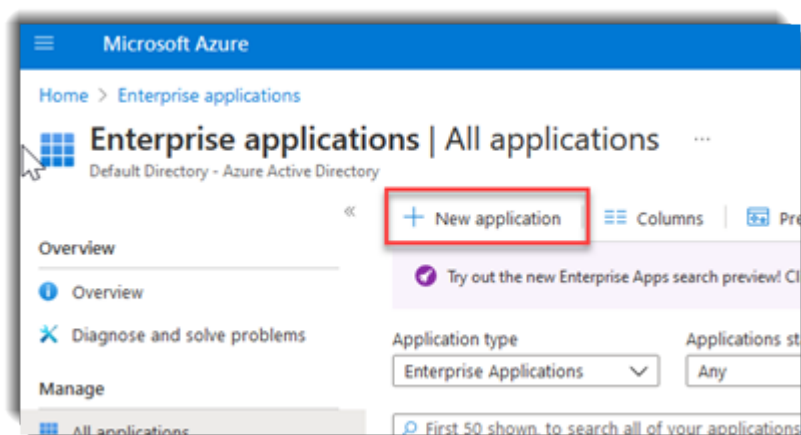 Microsoft Azure
Home > Enterprise applications
Enterprise applications | All applications ...
Default Directory - Azure Active Directory
«
+ New application
Columns
Overview
Try out the new Enterprise Apps search preview!
Overview
Diagnose and solve problems
Application type
Applications
Enterprise Applications
Any
Manage
All applications
First 50 shown, to search all of your applications